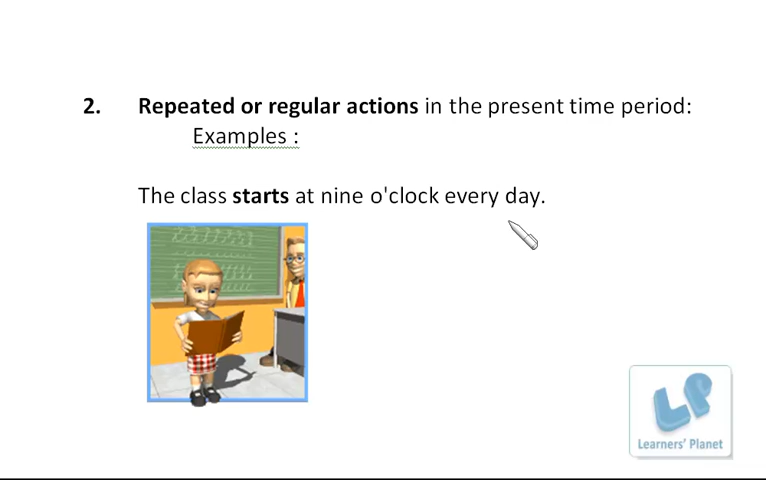 2. Repeated or regular actions in the present time period:
Examples :
The class starts at nine o'clock every day.
LP
Learners' Planet